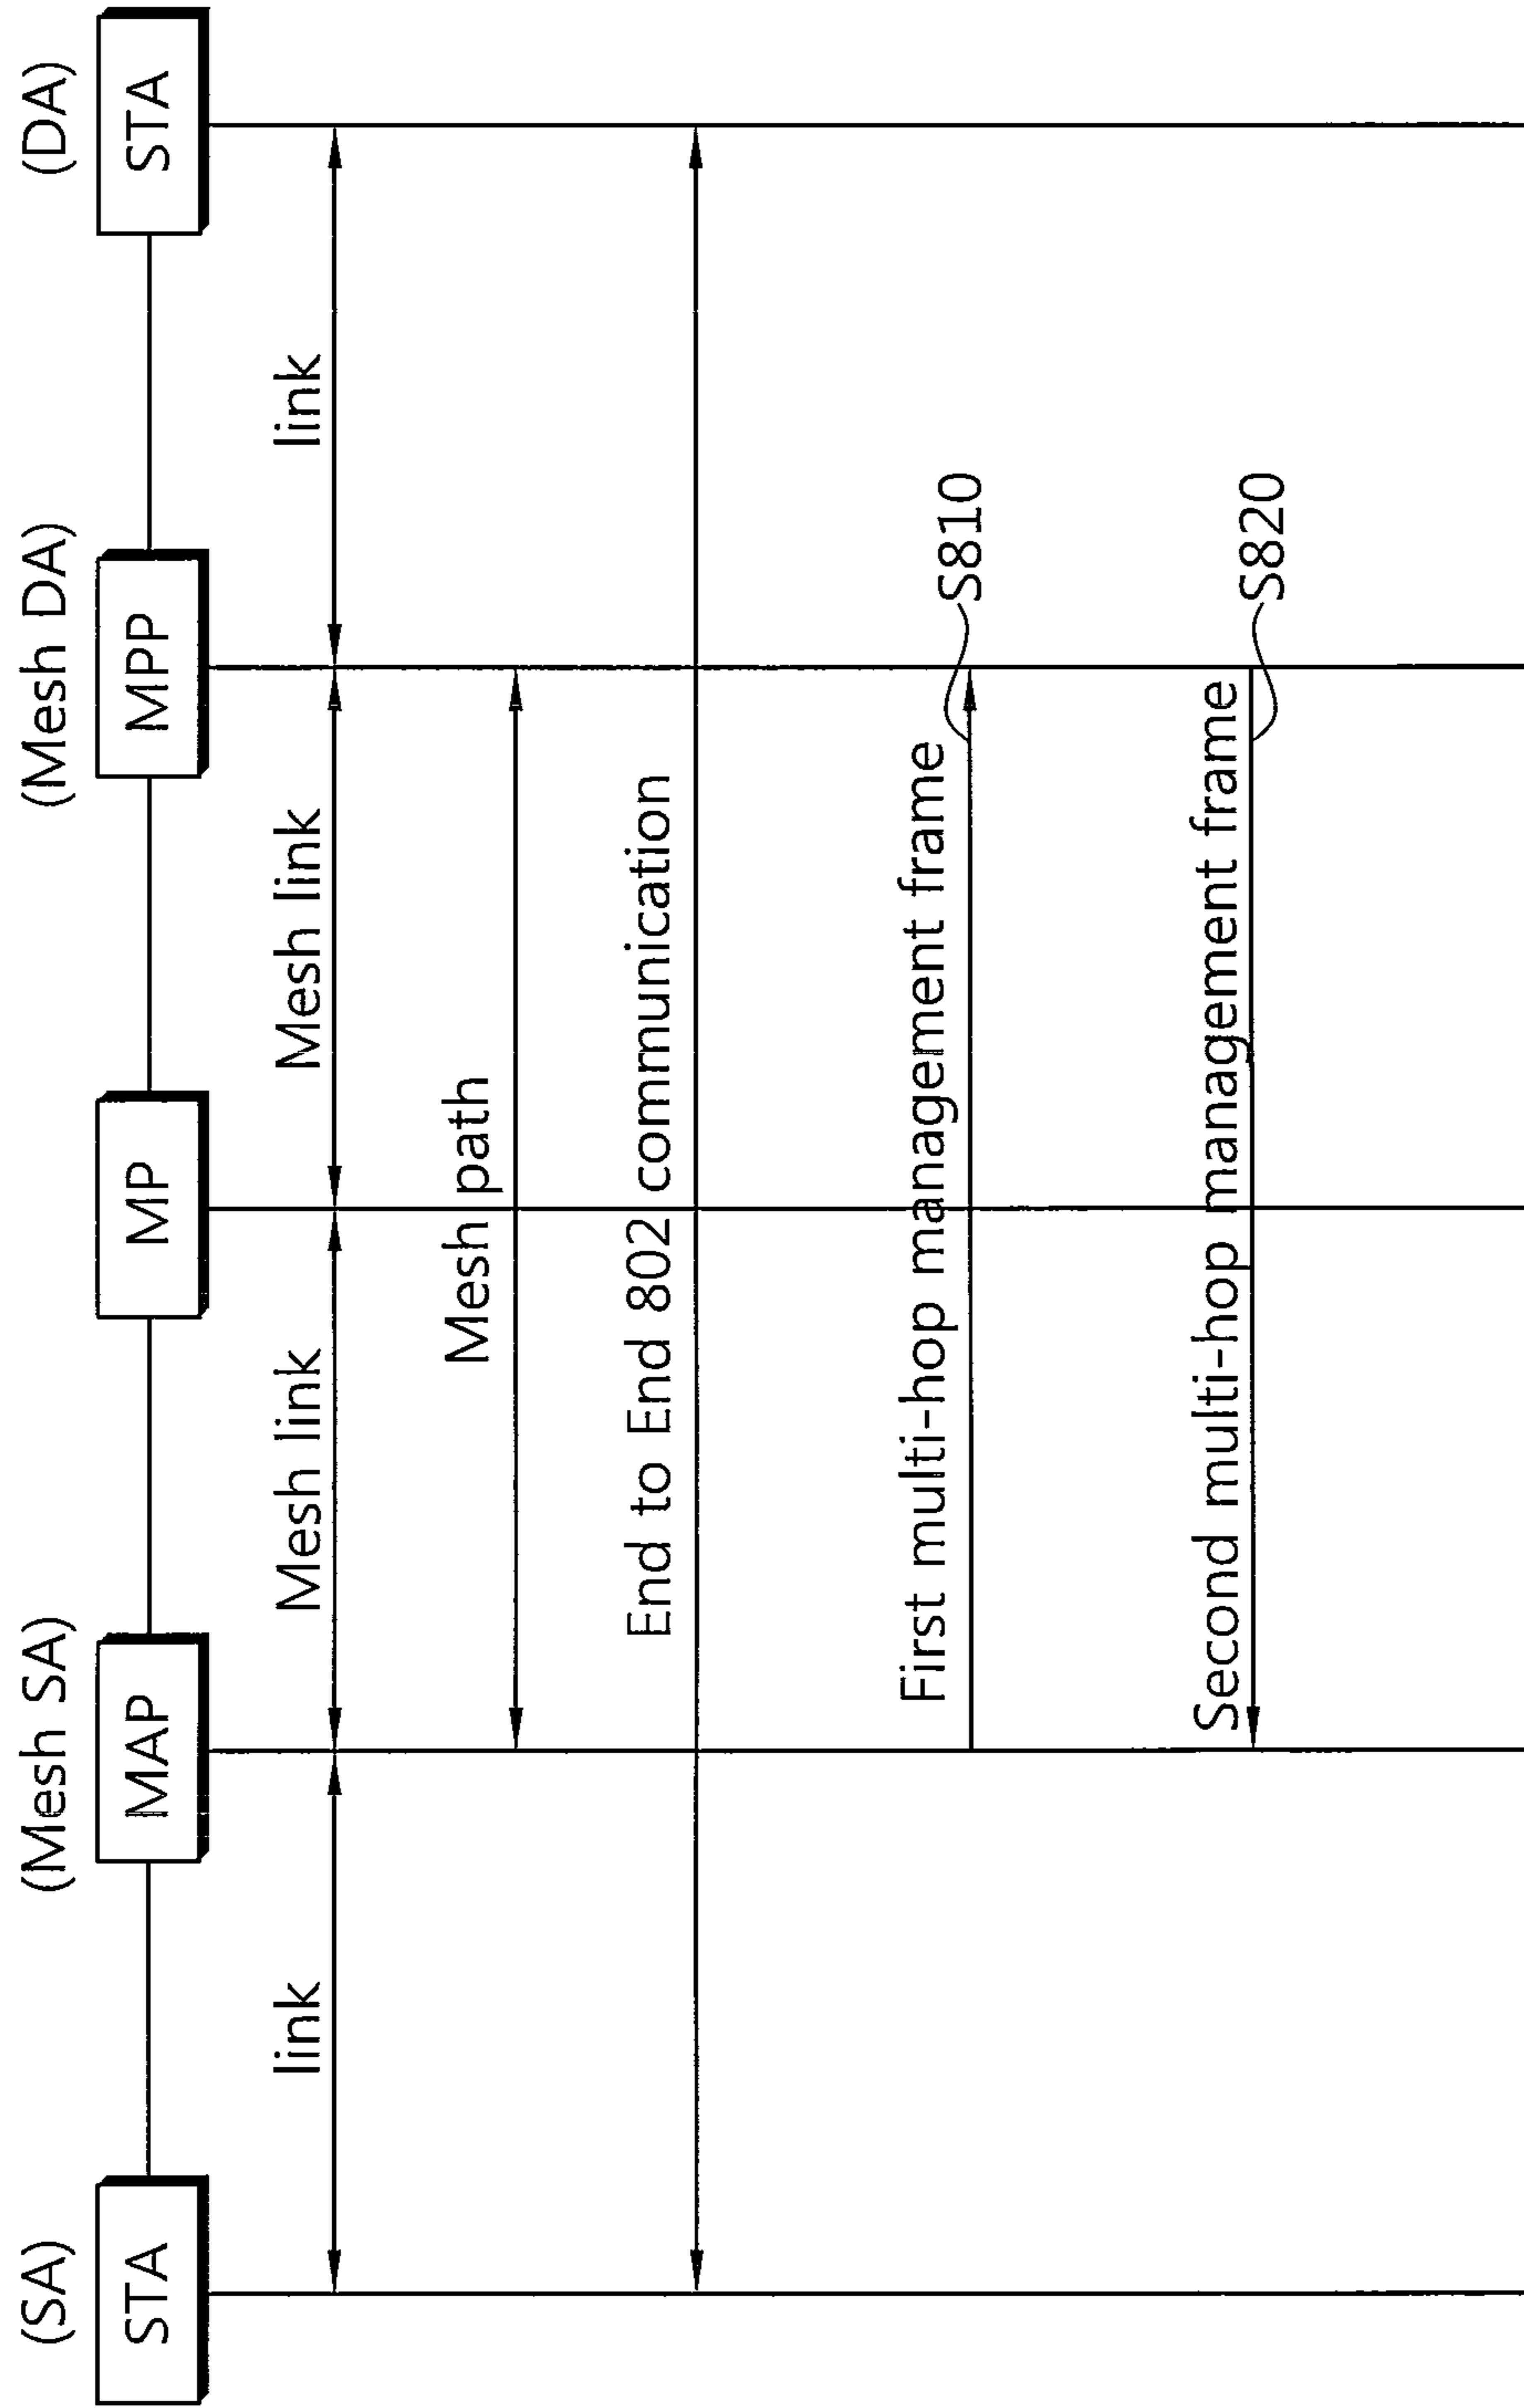 (SA)
(Mesh SA)
(Mesh DA)
(DA)
STA
MAP
MP
MPP
STA
link
Mesh link
Mesh link
link
Mesh path
End to End 802 communication
First multi-hop management frame
S810
Second multi-hop management frame
S820